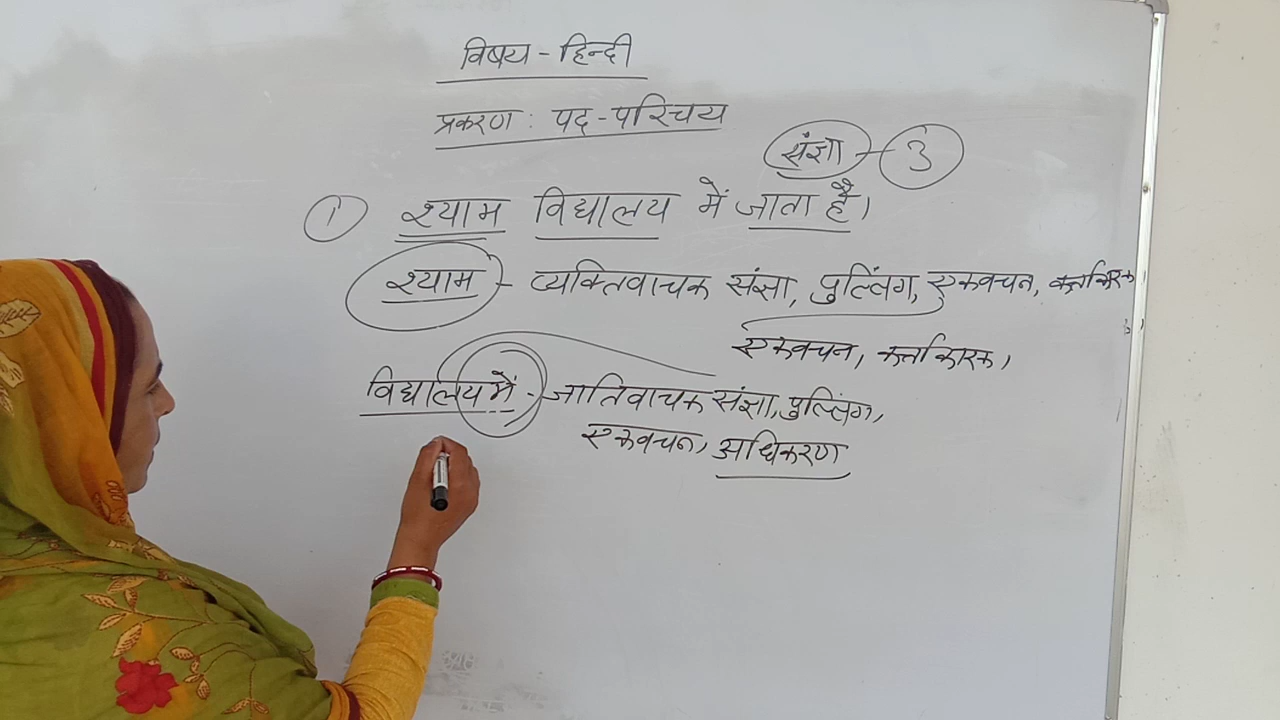 विषय - हिन्दी
प्रकरण : पद - परिचय
संज्ञा - 3
1 श्याम विद्यालय में जाता है।
श्याम - व्यक्तिवाचक संज्ञा, पुल्लिंग, एकवचन, कर्त्ताकारक
एकवचन, कर्त्ताकारक,
विद्यालय में - जातिवाचक संज्ञा, पुल्लिंग,
एकवचन, अधिकरण